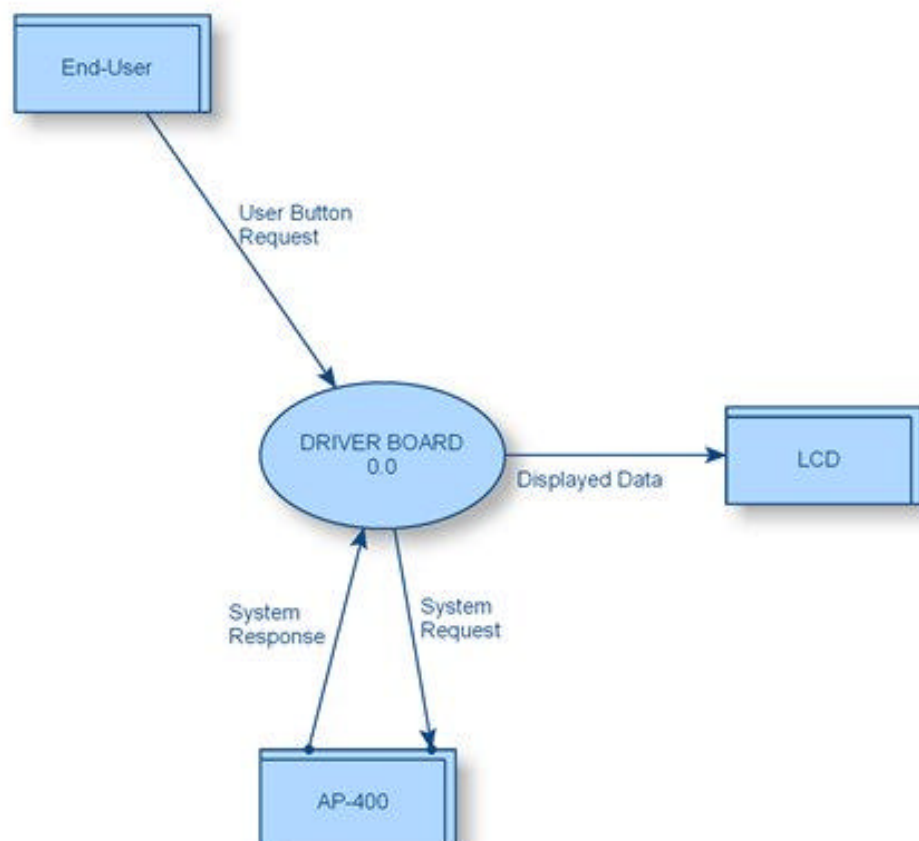 End-User
User Button
Request
DRIVER BOARD
0.0
Displayed Data
LCD
System
Response
System
Request
AP-400